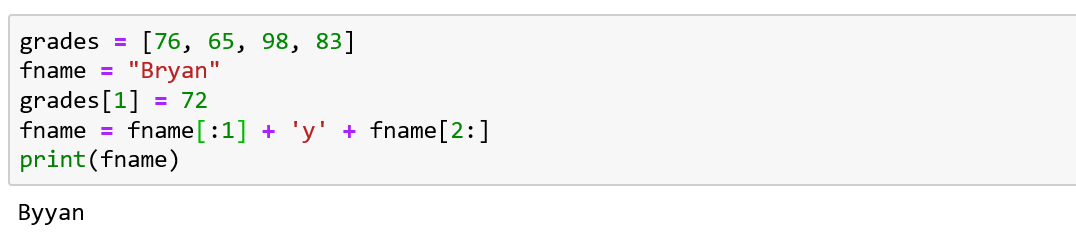 grades = [76, 65, 98, 83]
fname = "Bryan"
grades[1] = 72
fname = fname[:1] + 'y' + fname[2:]
print(fname)
Byyan